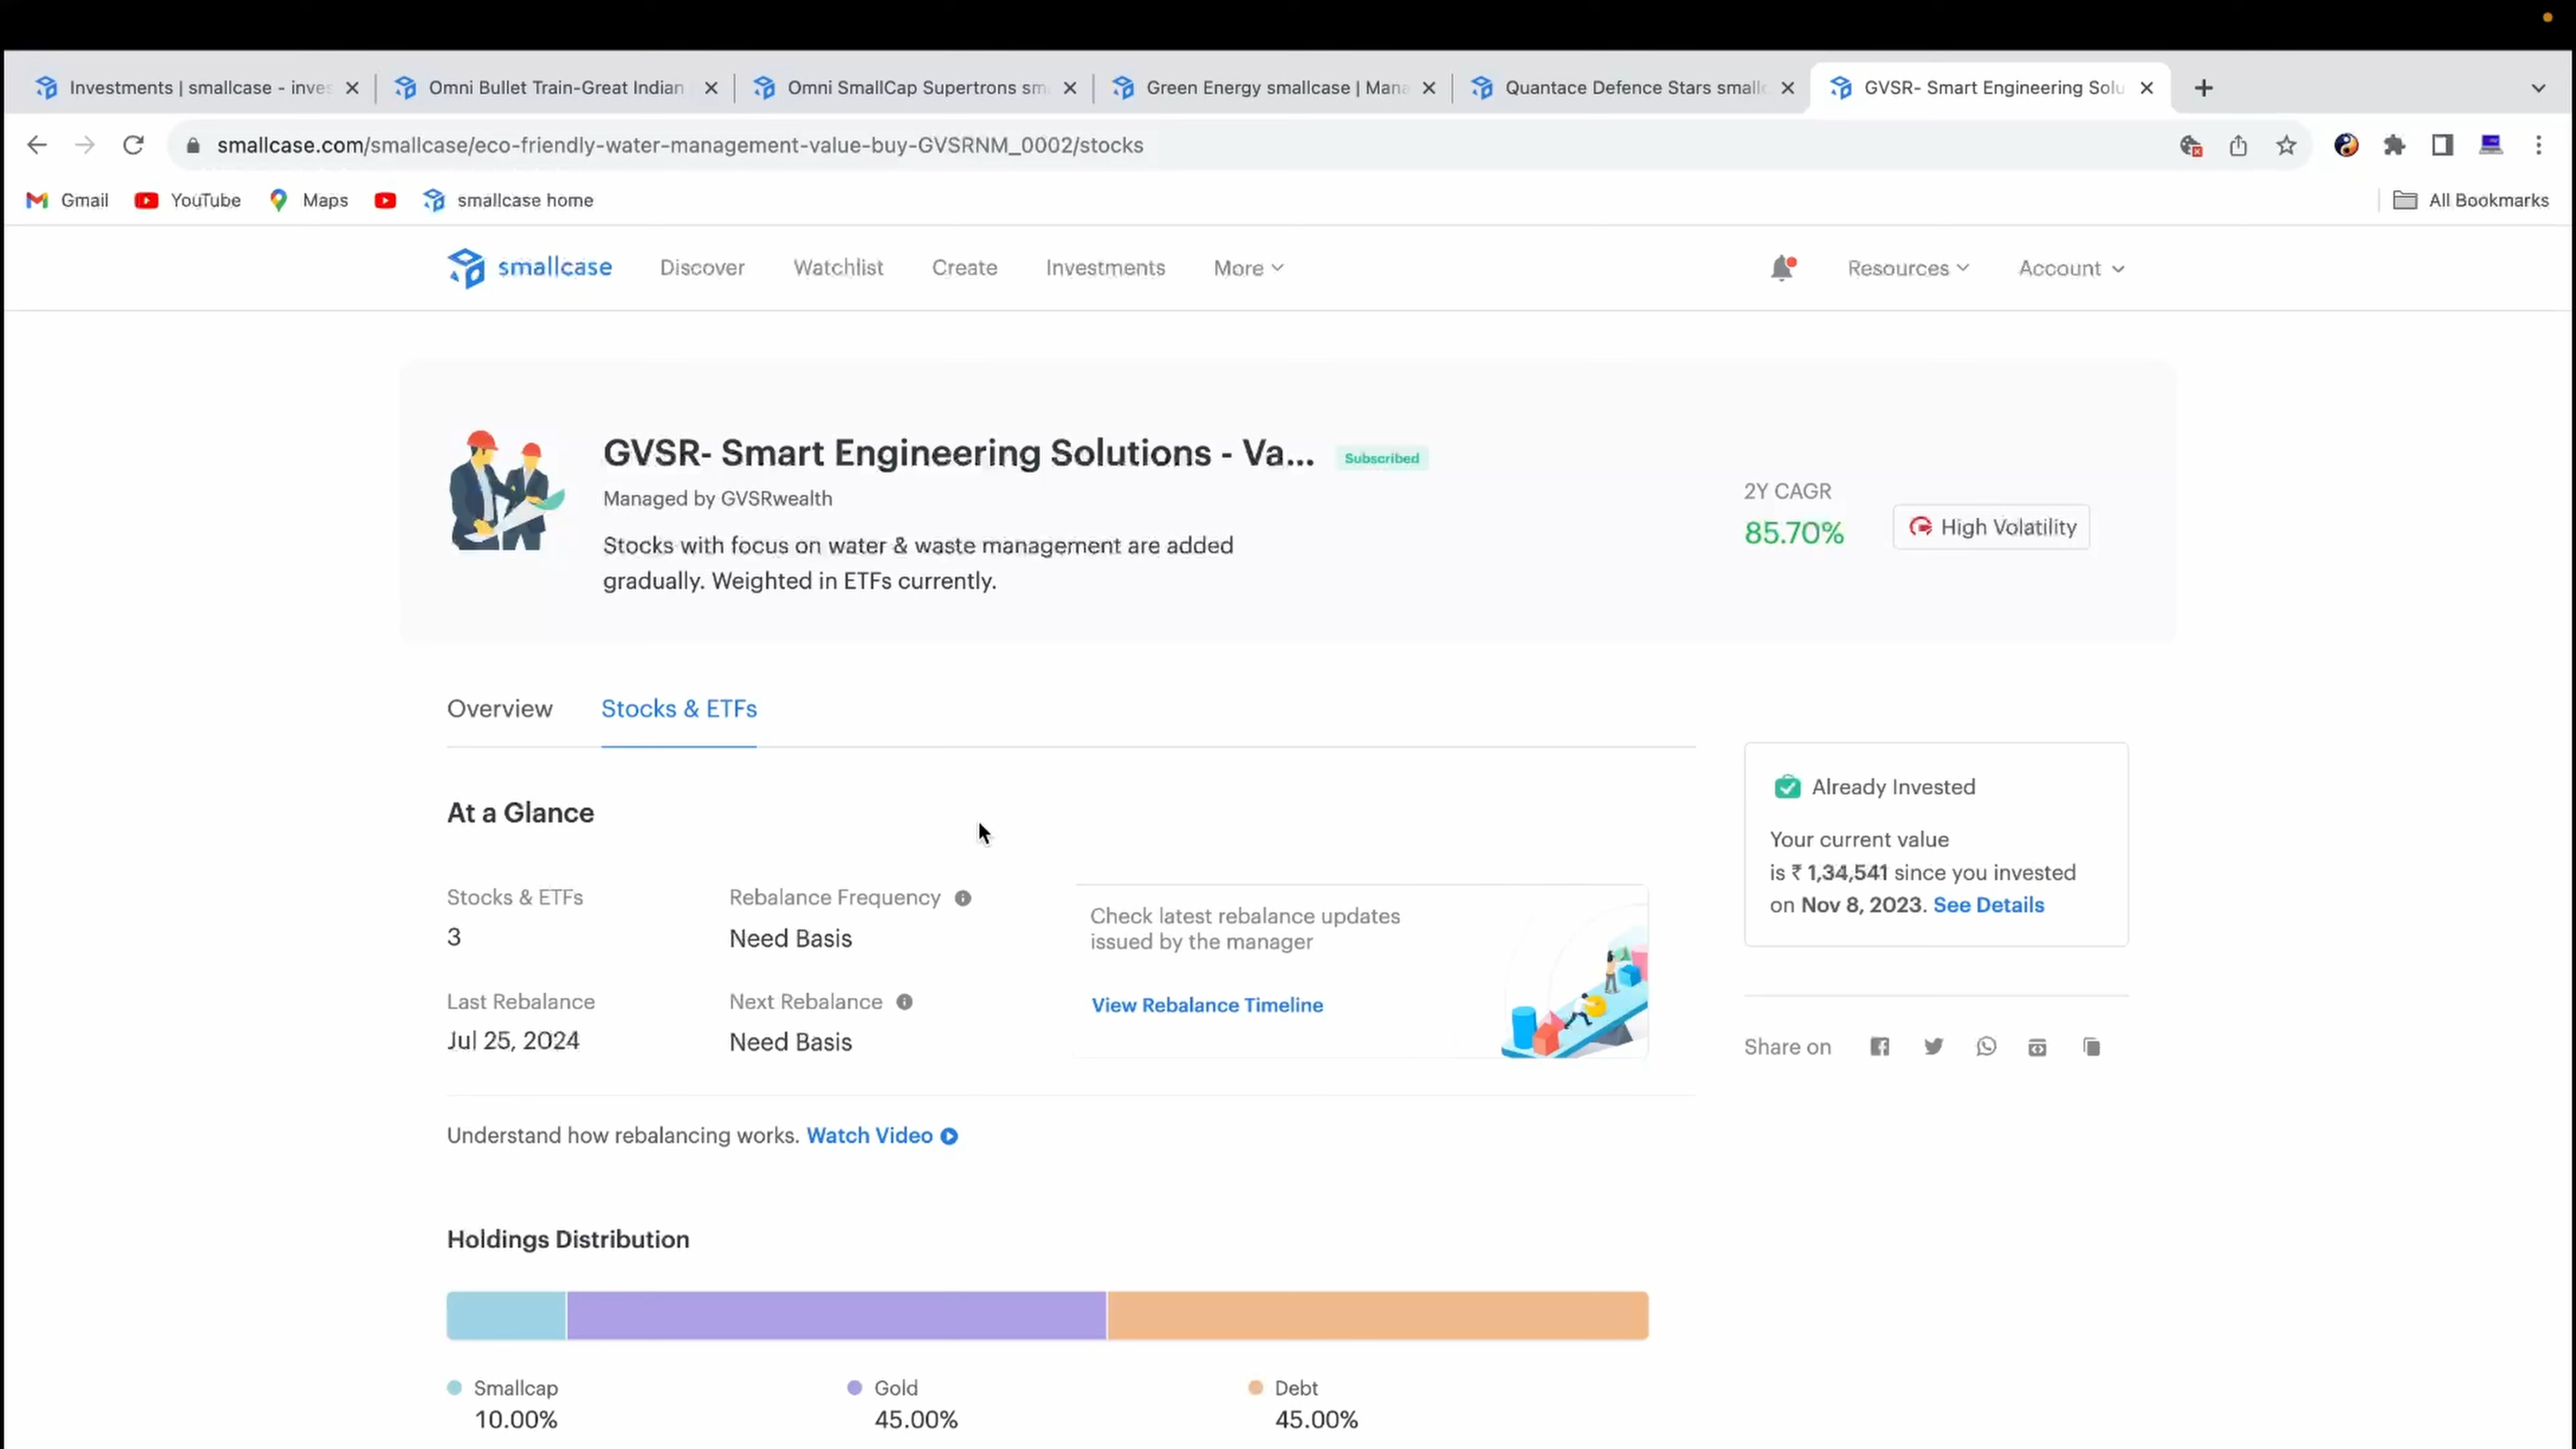 Investments | smallcase - inves
Omni Bullet Train-Great Indian
Omni SmallCap Supertrons sm
Green Energy smallcase | Mana
Quantace Defence Stars smallc
GVSR- Smart Engineering Solu
smallcase.com/smallcase/eco-friendly-water-management-value-buy-GVSRNM_0002/stocks
Gmail
YouTube
Maps
smallcase home
All Bookmarks
smallcase
Discover
Watchlist
Create
Investments
More
Resources
Account
GVSR- Smart Engineering Solutions - Va...
Subscribed
Managed by GVSRwealth
Stocks with focus on water & waste management are added
gradually. Weighted in ETFs currently.
2Y CAGR
85.70%
High Volatility
Overview
Stocks & ETFs
At a Glance
Stocks & ETFs
3
Rebalance Frequency
Need Basis
Last Rebalance
Jul 25, 2024
Next Rebalance
Need Basis
Check latest rebalance updates
issued by the manager
View Rebalance Timeline
Already Invested
Your current value
is ₹ 1,34,541 since you invested
on Nov 8, 2023. See Details
Share on
Understand how rebalancing works. Watch Video
Holdings Distribution
Smallcap
10.00%
Gold
45.00%
Debt
45.00%